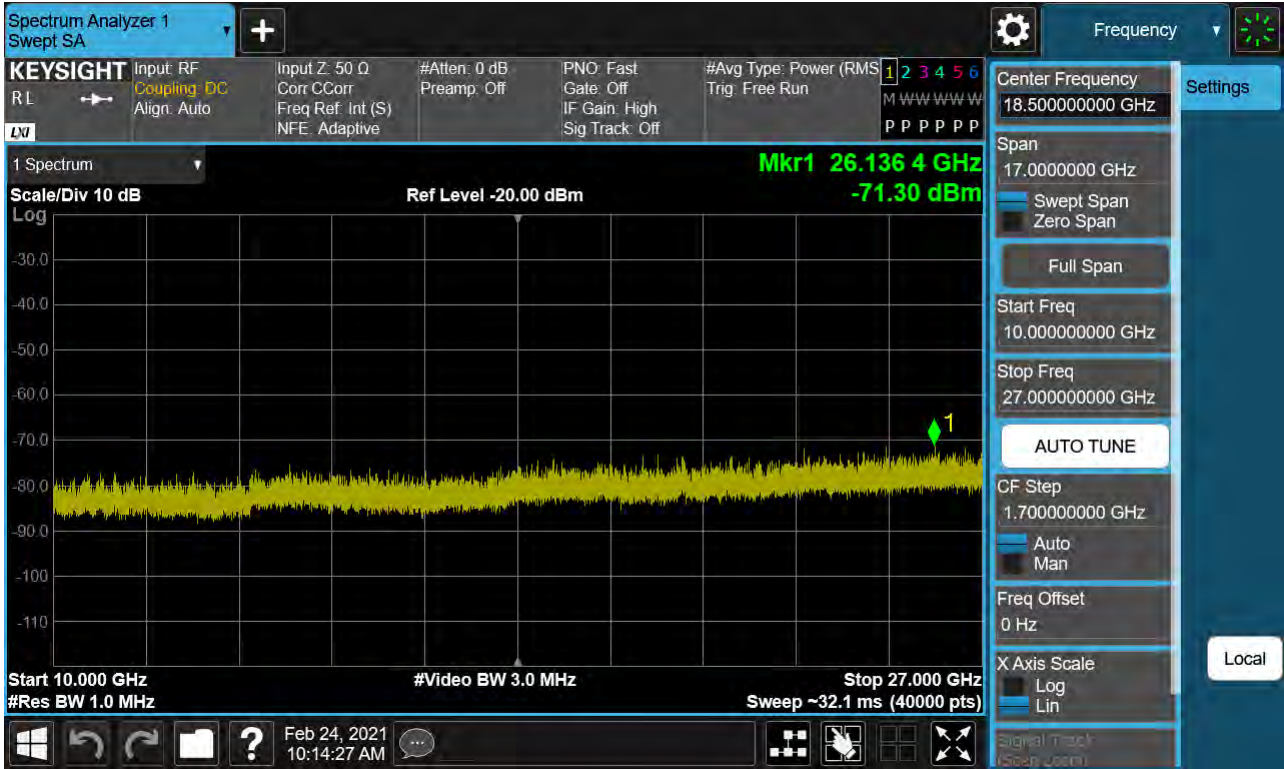 Spectrum Analyzer 1
Swept SA
+
Frequency
KEYSIGHT
R L
LXI
Input: RF
Coupling: DC
Align: Auto
Input Z: 50 Ω
Corr CCorr
Freq Ref: Int (S)
NFE: Adaptive
#Atten: 0 dB
Preamp: Off
PNO: Fast
Gate: Off
IF Gain: High
Sig Track: Off
#Avg Type: Power (RMS
Trig: Free Run
1 2 3 4 5 6
M W W W W W
P P P P P P
1 Spectrum
Scale/Div 10 dB
Ref Level -20.00 dBm
Mkr1 26.136 4 GHz
-71.30 dBm
Log
-30.0
-40.0
-50.0
-60.0
-70.0
-80.0
-90.0
-100
-110
1
Start 10.000 GHz
#Res BW 1.0 MHz
#Video BW 3.0 MHz
Stop 27.000 GHz
Sweep ~32.1 ms (40000 pts)
Center Frequency
18.500000000 GHz
Settings
Span
17.0000000 GHz
Swept Span
Zero Span
Full Span
Start Freq
10.000000000 GHz
Stop Freq
27.000000000 GHz
AUTO TUNE
CF Step
1.700000000 GHz
Auto
Man
Freq Offset
0 Hz
X Axis Scale
Log
Lin
Signal Track
(Span Zoom)
Local
?
Feb 24, 2021
10:14:27 AM